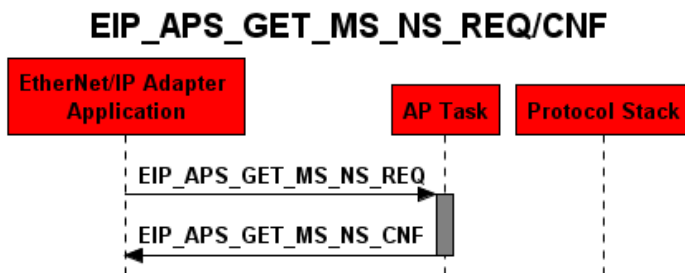 EIP_APS_GET_MS_NS_REQ/CNF
EtherNet/IP Adapter
Application
AP Task
Protocol Stack
EIP_APS_GET_MS_NS_REQ
EIP_APS_GET_MS_NS_CNF